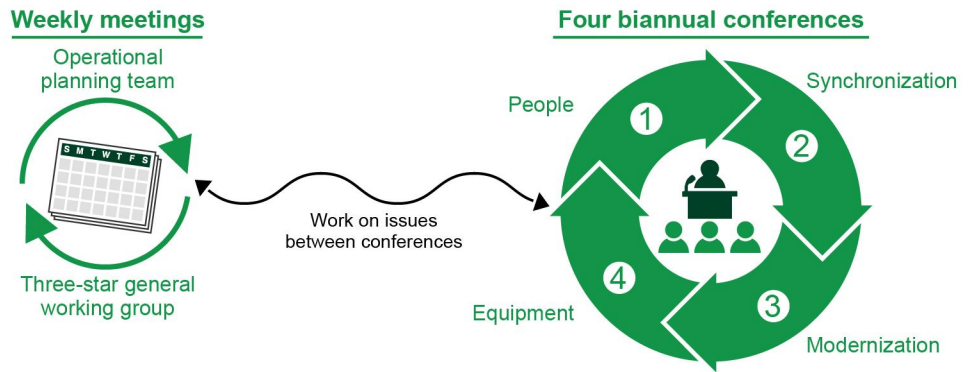 Weekly meetings
Operational
planning team
S M T W T F S
Three-star general
working group
Work on issues
between conferences
Four biannual conferences
People
1
Synchronization
2
3
Modernization
4
Equipment